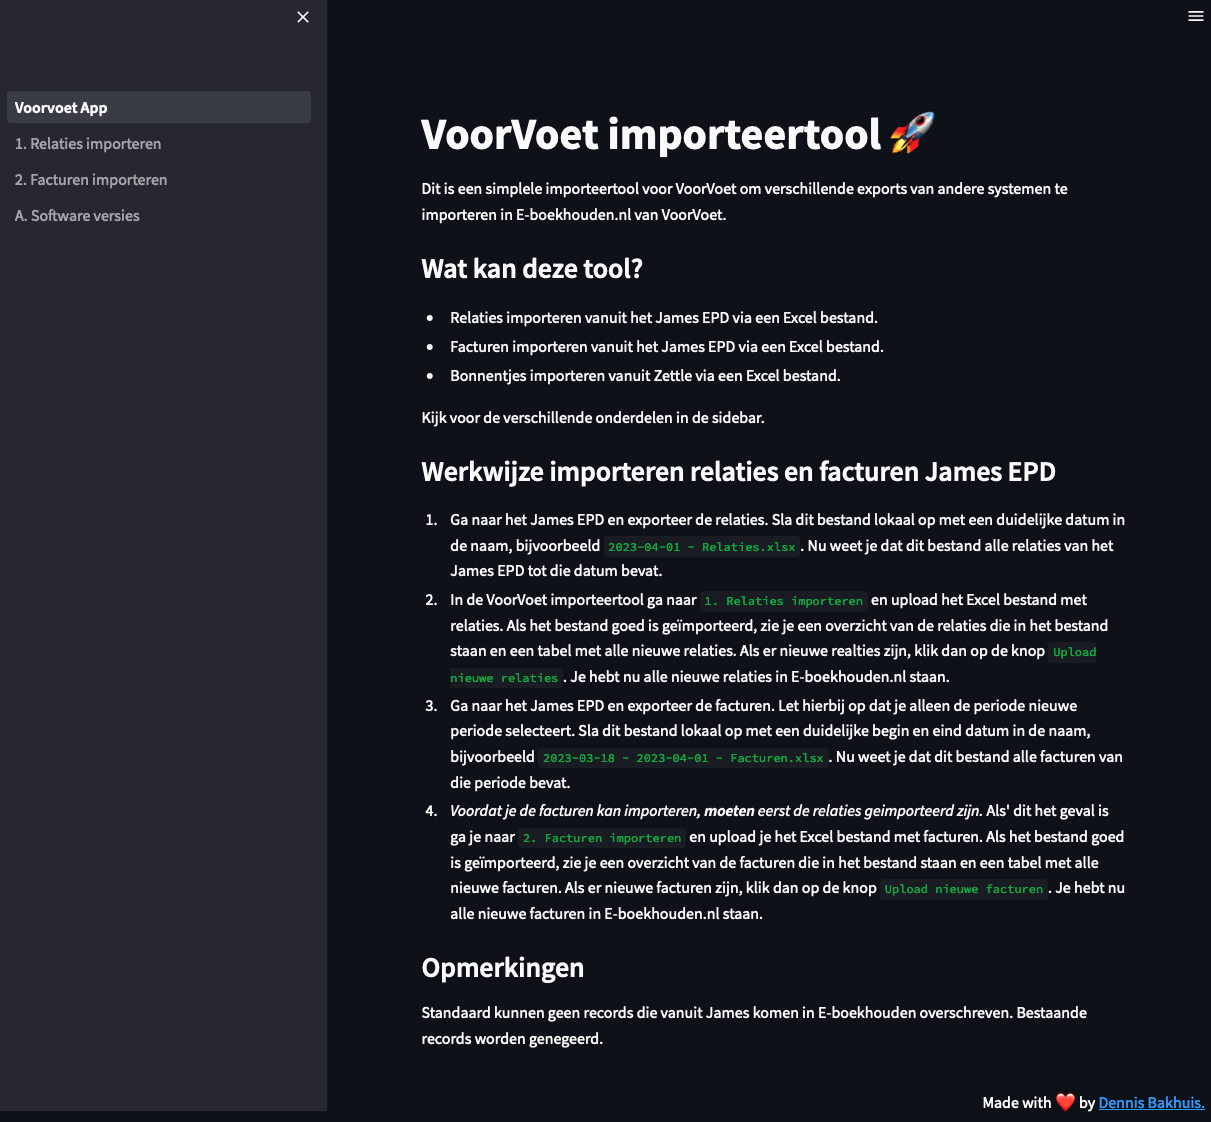 Voorvoet App
1. Relaties importeren
2. Facturen importeren
A. Software versies
VoorVoet importeertool 🚀
Dit is een simplele importeertool voor VoorVoet om verschillende exports van andere systemen te
importeren in E-boekhouden.nl van VoorVoet.
Wat kan deze tool?
• Relaties importeren vanuit het James EPD via een Excel bestand.
• Facturen importeren vanuit het James EPD via een Excel bestand.
• Bonnentjes importeren vanuit Zettle via een Excel bestand.
Kijk voor de verschillende onderdelen in de sidebar.
Werkwijze importeren relaties en facturen James EPD
1. Ga naar het James EPD en exporteer de relaties. Sla dit bestand lokaal op met een duidelijke datum in
de naam, bijvoorbeeld 2023-04-01 - Relaties.xlsx. Nu weet je dat dit bestand alle relaties van het
James EPD tot die datum bevat.
2. In de VoorVoet importeertool ga naar 1. Relaties importeren en upload het Excel bestand met
relaties. Als het bestand goed is geïmporteerd, zie je een overzicht van de relaties die in het bestand
staan en een tabel met alle nieuwe relaties. Als er nieuwe realties zijn, klik dan op de knop Upload
nieuwe relaties. Je hebt nu alle nieuwe relaties in E-boekhouden.nl staan.
3. Ga naar het James EPD en exporteer de facturen. Let hierbij op dat je alleen de periode nieuwe
periode selecteert. Sla dit bestand lokaal op met een duidelijke begin en eind datum in de naam,
bijvoorbeeld 2023-03-18 - 2023-04-01 - Facturen.xlsx. Nu weet je dat dit bestand alle facturen van
die periode bevat.
4. Voordat je de facturen kan importeren, moeten eerst de relaties geimporteerd zijn. Als' dit het geval is
ga je naar 2. Facturen importeren en upload je het Excel bestand met facturen. Als het bestand goed
is geïmporteerd, zie je een overzicht van de facturen die in het bestand staan en een tabel met alle
nieuwe facturen. Als er nieuwe facturen zijn, klik dan op de knop Upload nieuwe facturen. Je hebt nu
alle nieuwe facturen in E-boekhouden.nl staan.
Opmerkingen
Standaard kunnen geen records die vanuit James komen in E-boekhouden overschreven. Bestaande
records worden genegeerd.
Made with ❤️ by Dennis Bakhuis.